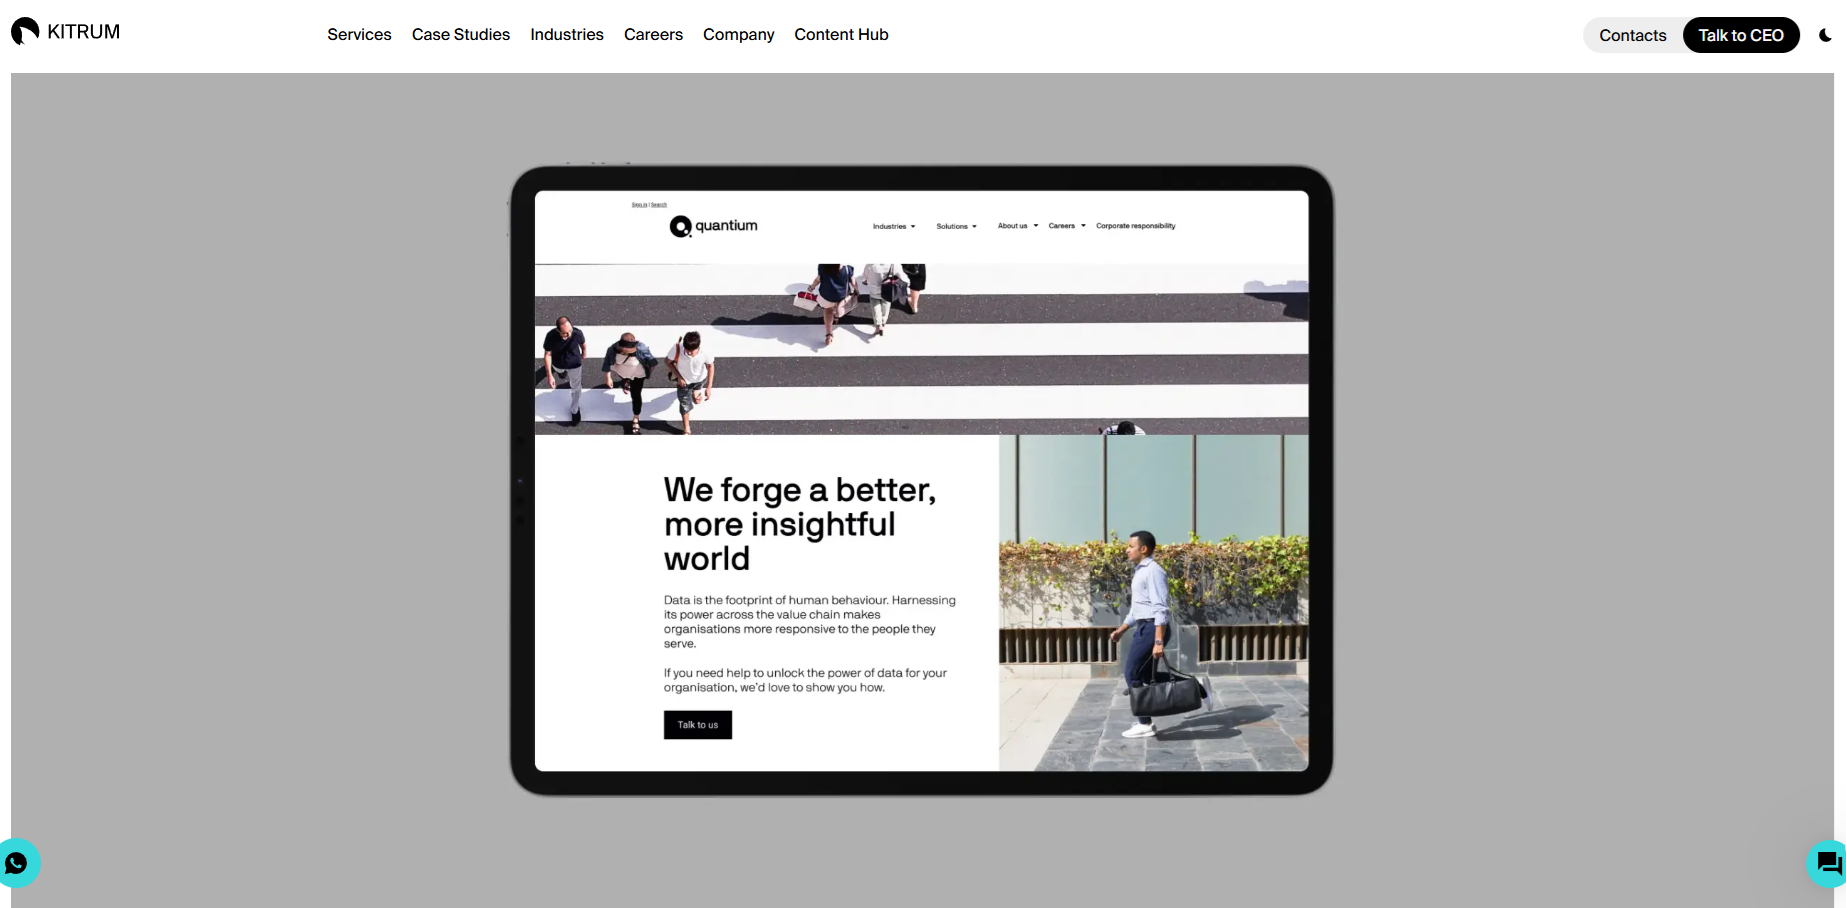 KITRUM
Services Case Studies Industries Careers Company Content Hub
Contacts Talk to CEO
Sign in | Search
quantium
Industries Solutions About us Careers Corporate responsibility
We forge a better,
more insightful
world
Data is the footprint of human behaviour. Harnessing
its power across the value chain makes
organisations more responsive to the people they
serve.
If you need help to unlock the power of data for your
organisation, we'd love to show you how.
Talk to us